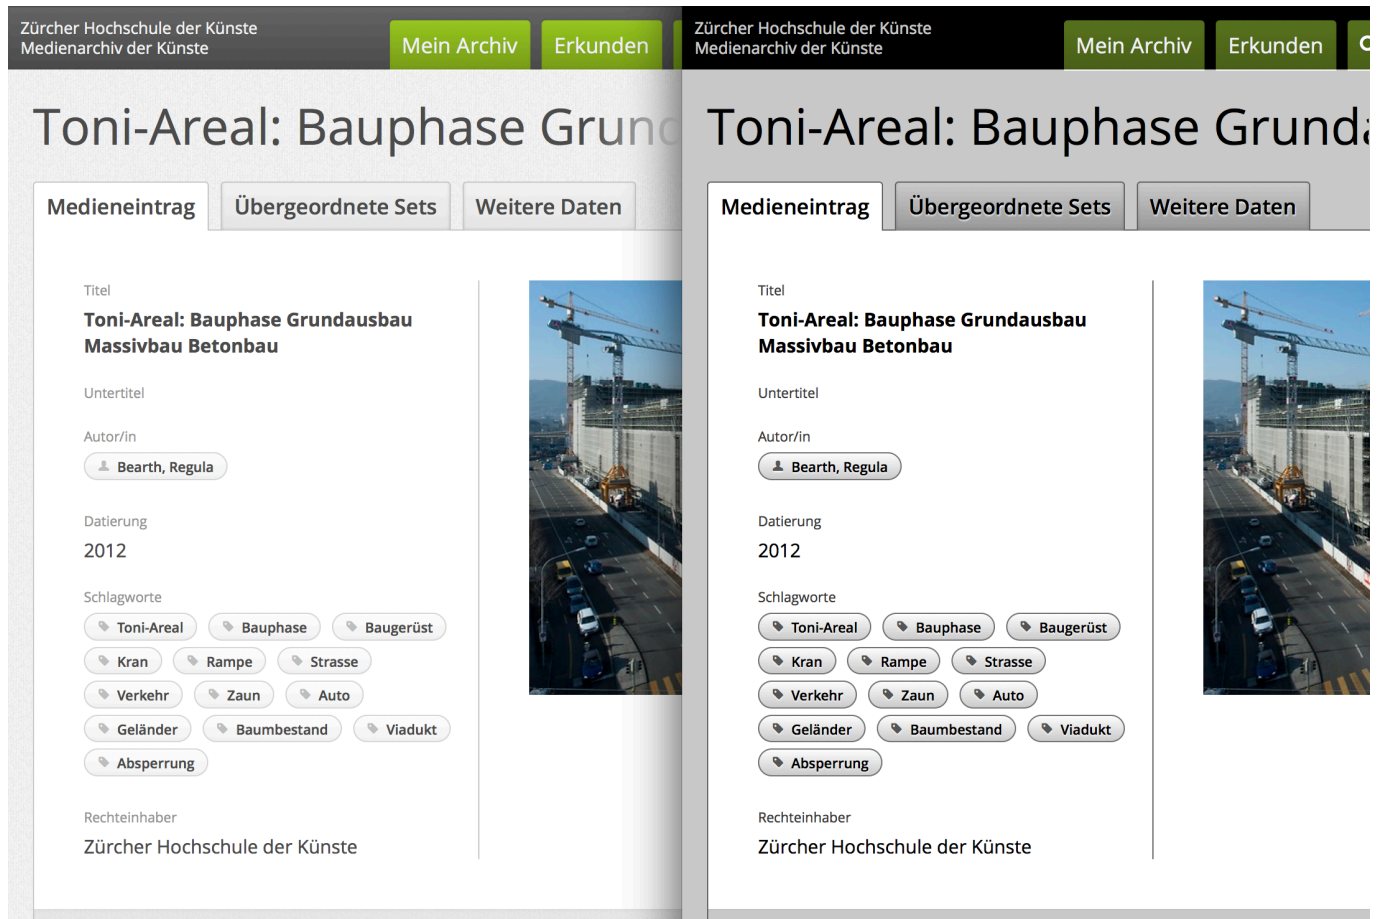 Zürcher Hochschule der Künste
Medienarchiv der Künste
Mein Archiv
Erkunden
Toni-Areal: Bauphase Grund
Medieneintrag
Übergeordnete Sets
Weitere Daten
Titel
Toni-Areal: Bauphase Grundausbau
Massivbau Betonbau
Untertitel
Autor/in
Bearth, Regula
Datierung
2012
Schlagworte
Toni-Areal Bauphase Baugerüst
Kran Rampe Strasse
Verkehr Zaun Auto
Geländer Baumbestand Viadukt
Absperrung
Rechteinhaber
Zürcher Hochschule der Künste
Zürcher Hochschule der Künste
Medienarchiv der Künste
Mein Archiv
Erkunden
Toni-Areal: Bauphase Grunda
Medieneintrag
Übergeordnete Sets
Weitere Daten
Titel
Toni-Areal: Bauphase Grundausbau
Massivbau Betonbau
Untertitel
Autor/in
Bearth, Regula
Datierung
2012
Schlagworte
Toni-Areal Bauphase Baugerüst
Kran Rampe Strasse
Verkehr Zaun Auto
Geländer Baumbestand Viadukt
Absperrung
Rechteinhaber
Zürcher Hochschule der Künste